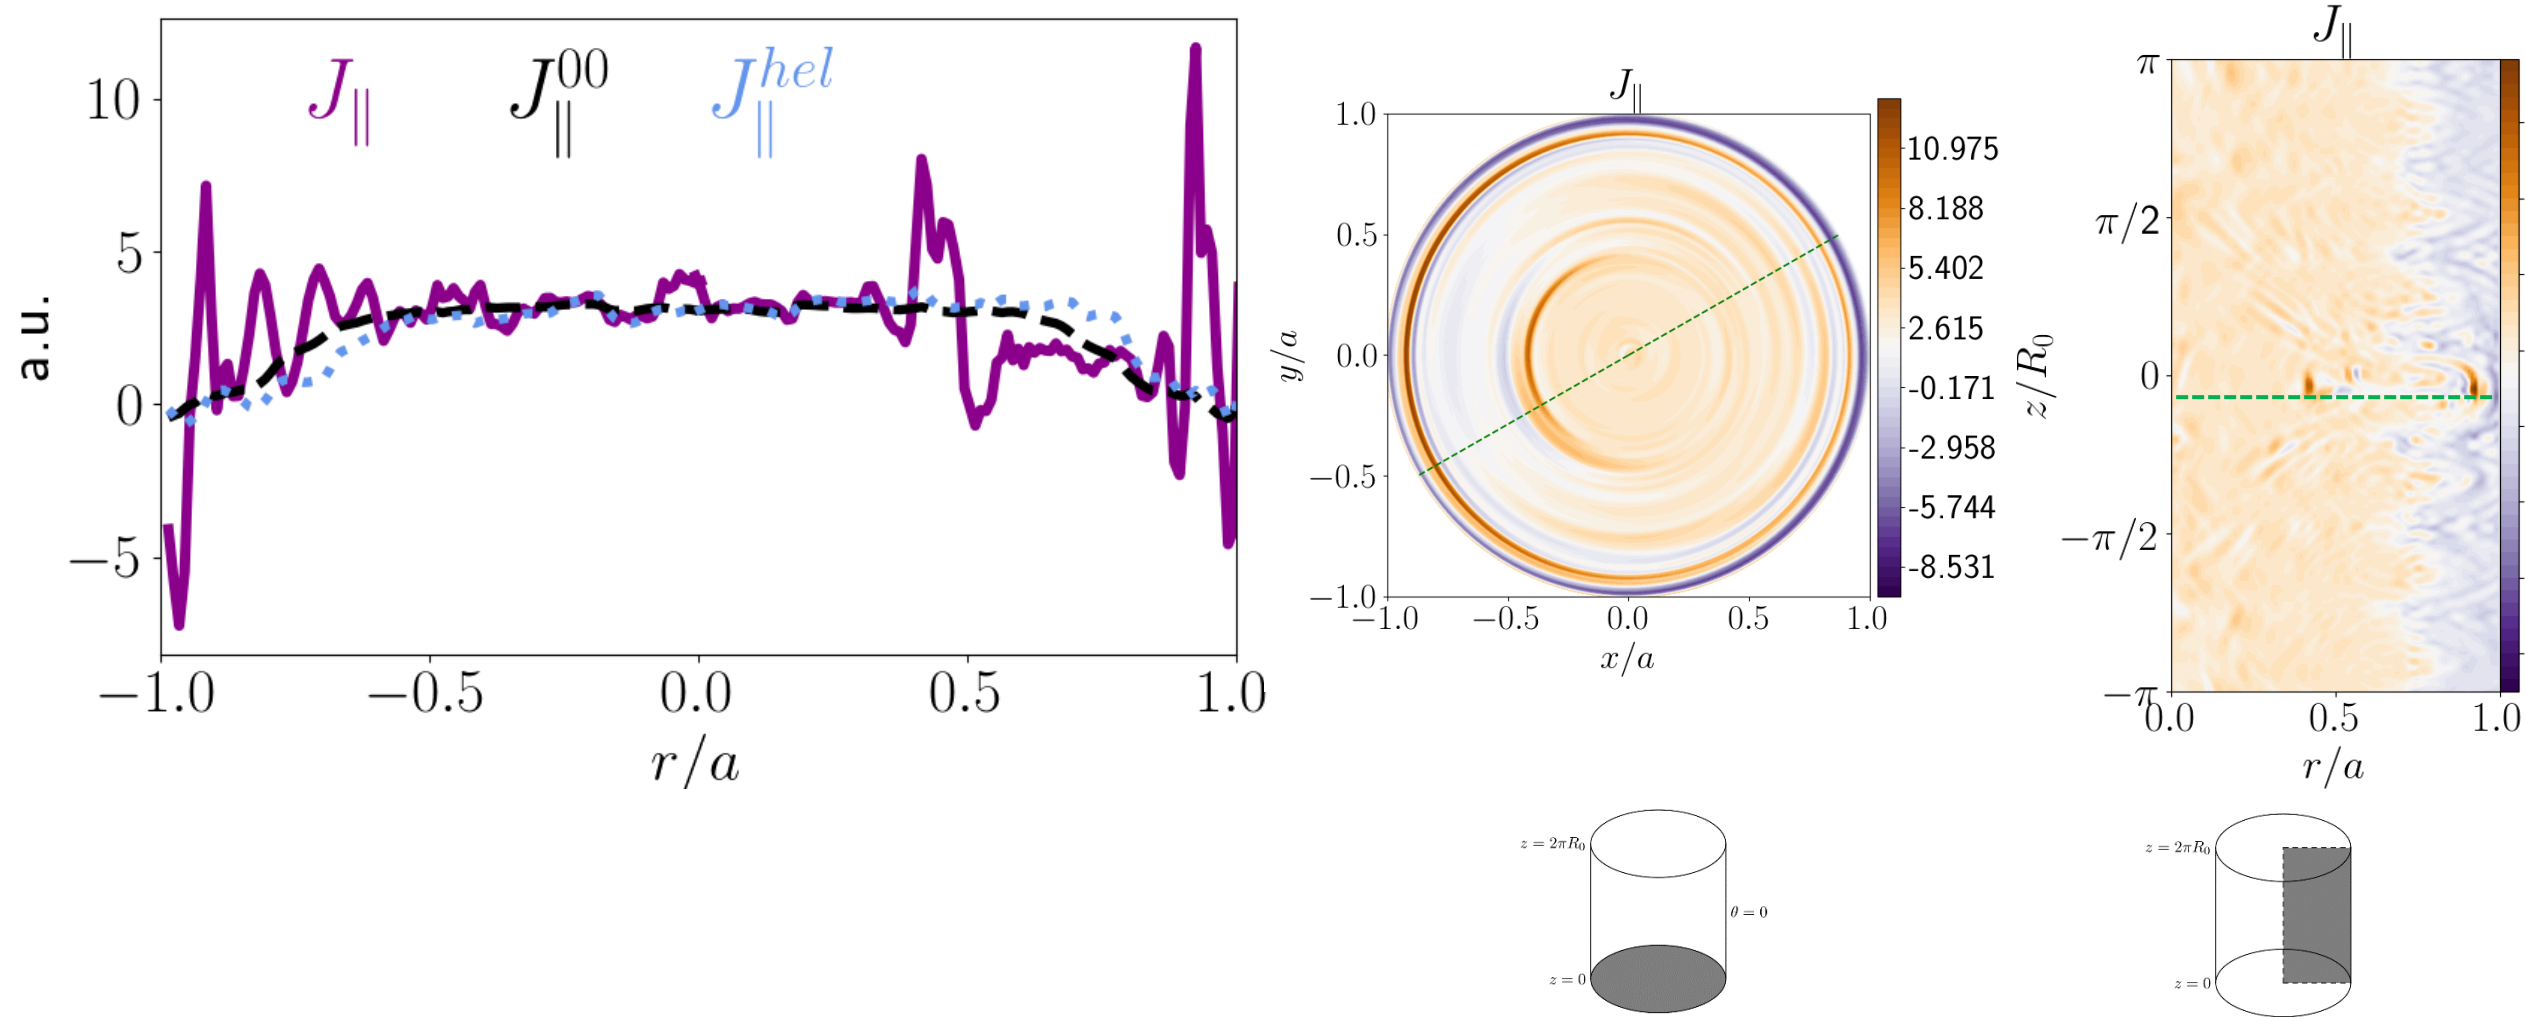 J_∥ J_∥^{00} J_∥^{hel}
10
5
0
−5
a.u.
−1.0 −0.5 0.0 0.5 1.0
r/a
J_∥
1.0
0.5
0.0
−0.5
−1.0
y/a
−1.0 −0.5 0.0 0.5 1.0
x/a
10.975
8.188
5.402
2.615
-0.171
-2.958
-5.744
-8.531
J_∥
π
π/2
0
−π/2
−π
z/R_0
0.0 0.5 1.0
r/a
z = 2πR_0
θ = 0
z = 0
z = 2πR_0
z = 0